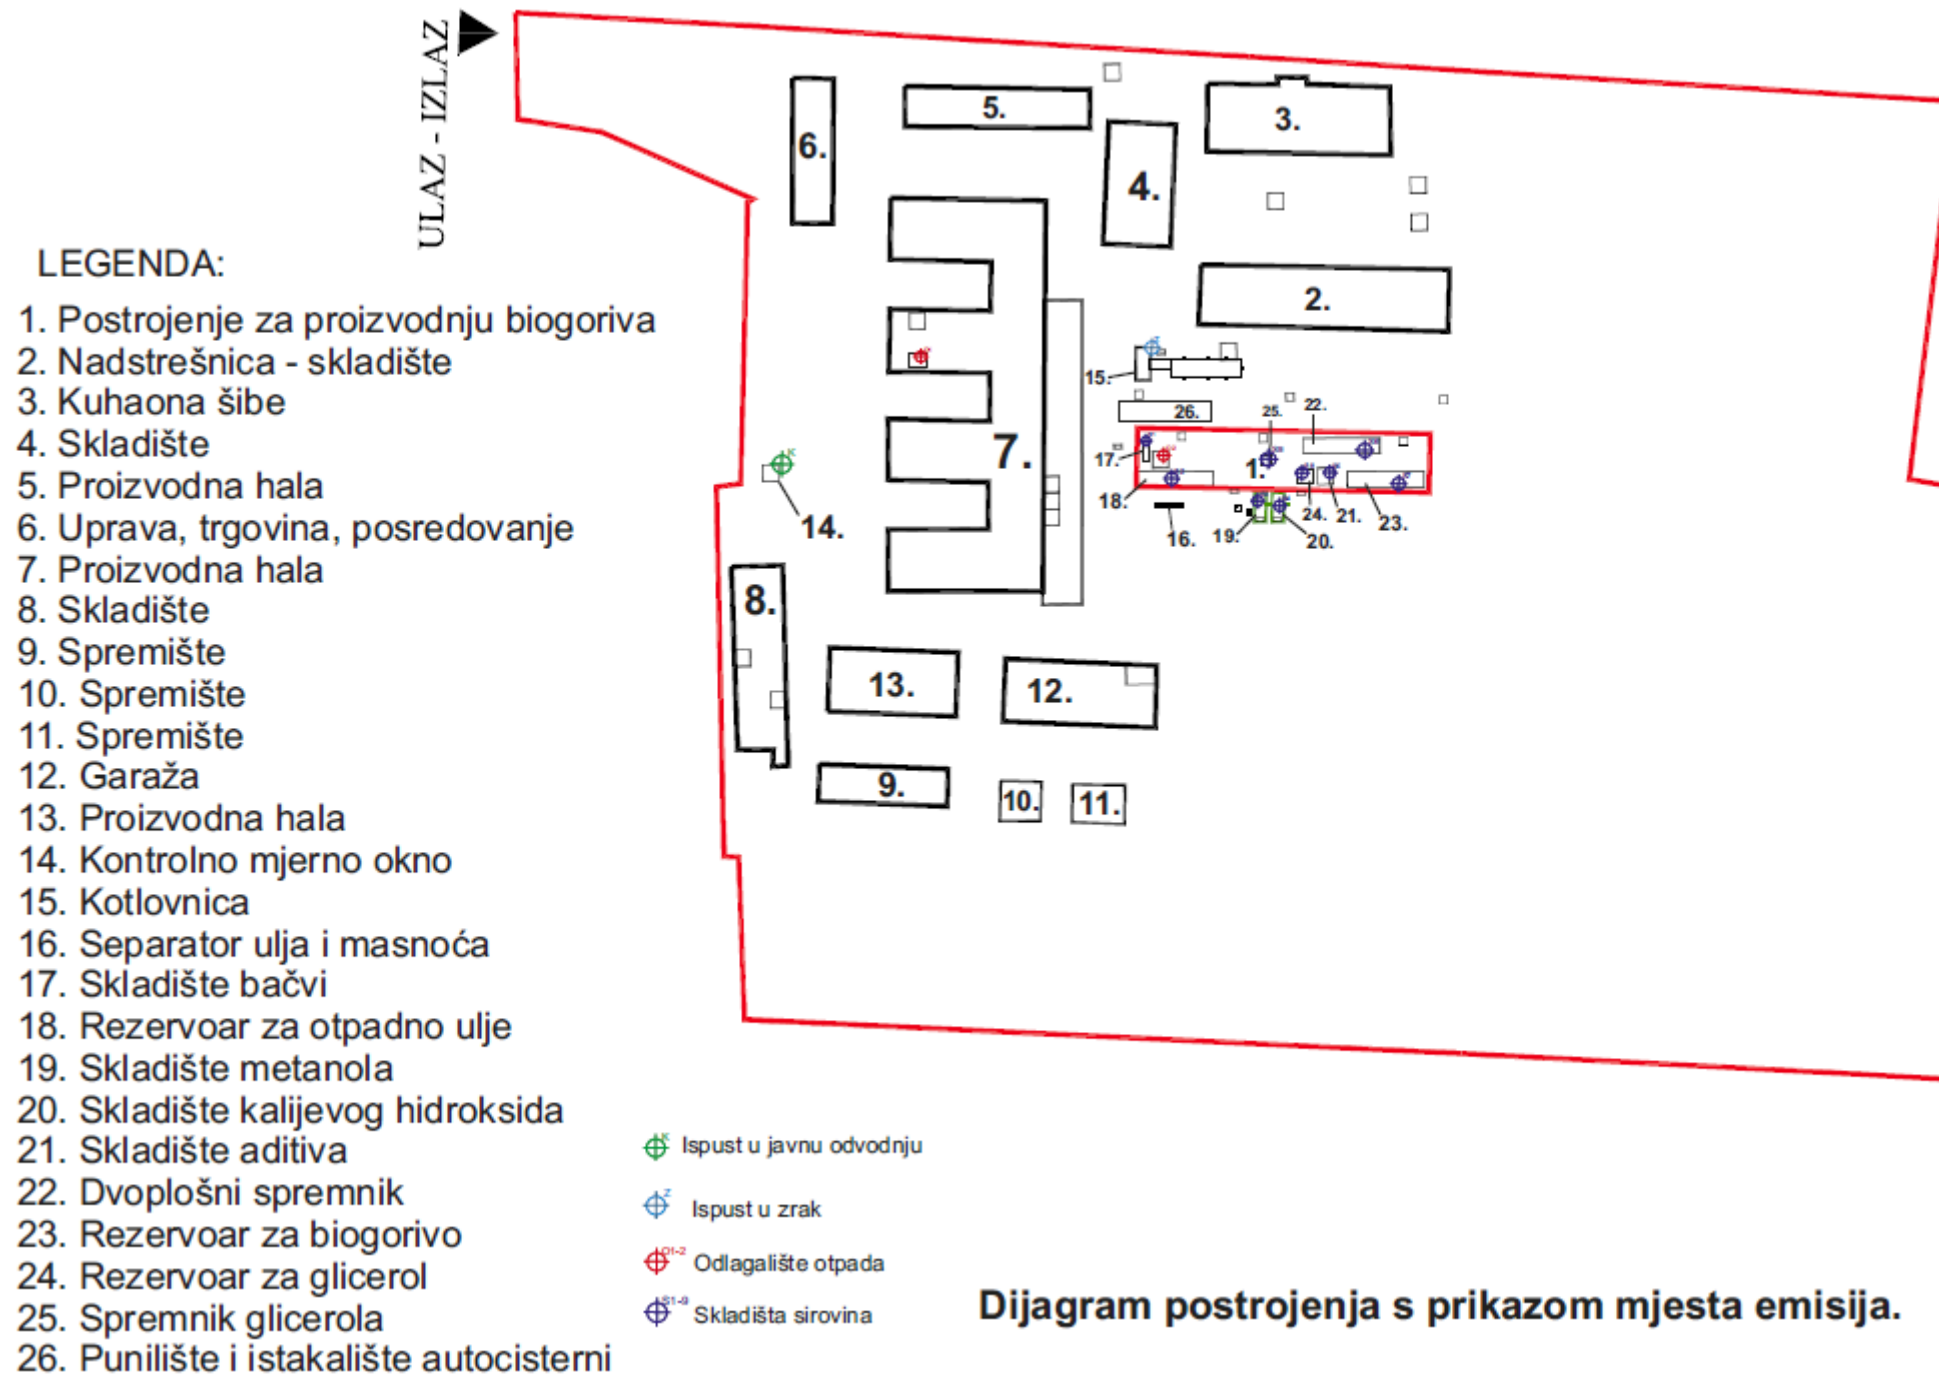 ULAZ - IZLAZ
5.
3.
6.
4.
2.
LEGENDA:
1. Postrojenje za proizvodnju biogoriva
2. Nadstrešnica - skladište
3. Kuhaona šibe
4. Skladište
5. Proizvodna hala
6. Uprava, trgovina, posredovanje
7. Proizvodna hala
8. Skladište
9. Spremište
10. Spremište
11. Spremište
12. Garaža
13. Proizvodna hala
14. Kontrolno mjerno okno
15. Kotlovnica
16. Separator ulja i masnoća
17. Skladište bačvi
18. Rezervoar za otpadno ulje
19. Skladište metanola
20. Skladište kalijevog hidroksida
21. Skladište aditiva
22. Dvoplošni spremnik
23. Rezervoar za biogorivo
24. Rezervoar za glicerol
25. Spremnik glicerola
26. Punilište i istakalište autocisterni
15.
26.
25.
22.
7.
17.
1.
18.
14.
16.
19.
20.
24.
21.
23.
8.
13.
12.
9.
10.
11.
K Ispust u javnu odvodnju
Z Ispust u zrak
O1-2 Odlagalište otpada
S1-9 Skladišta sirovina
Dijagram postrojenja s prikazom mjesta emisija.